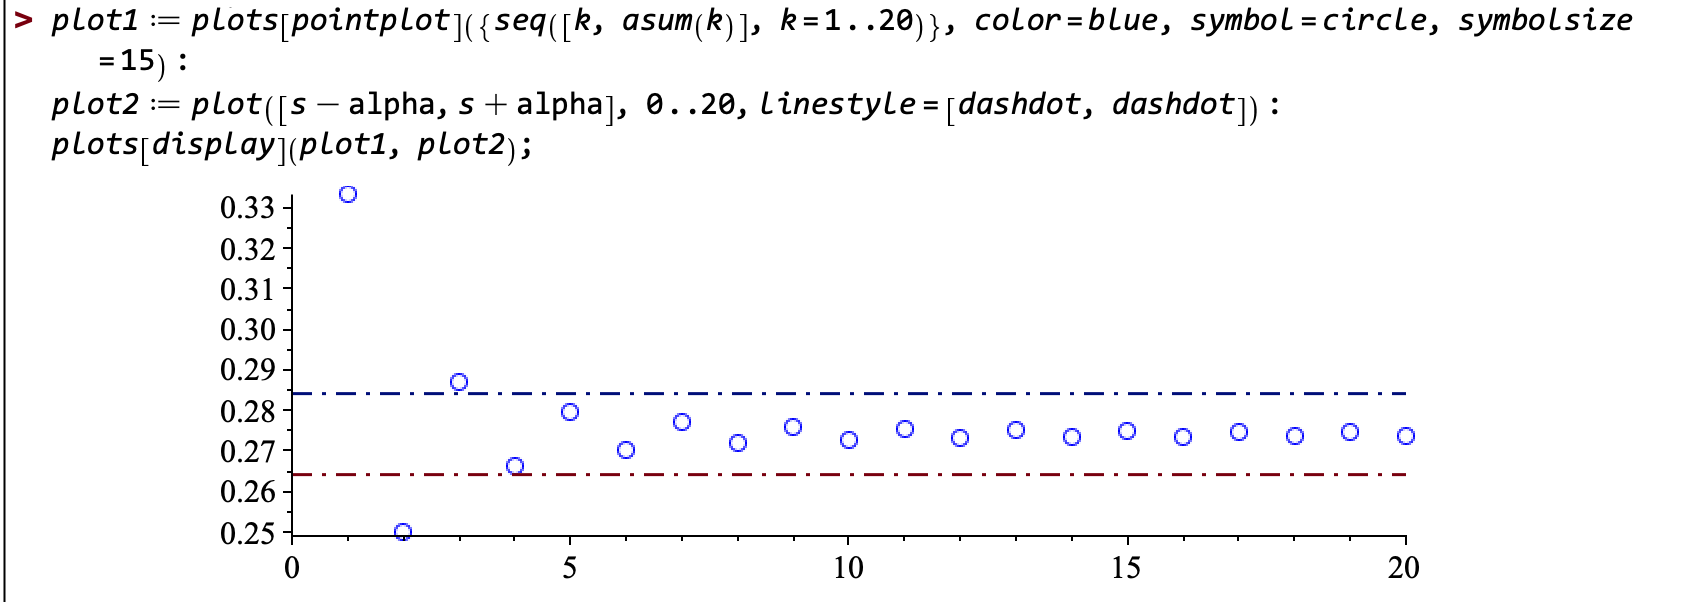 > plot1 := plots[pointplot]({seq([k, asum(k)], k=1..20)}, color=blue, symbol=circle, symbolsize
=15) :
plot2 := plot([s − alpha, s + alpha], 0..20, linestyle=[dashdot, dashdot]) :
plots[display](plot1, plot2);
0.33
0.32
0.31
0.30
0.29
0.28
0.27
0.26
0.25
0 5 10 15 20